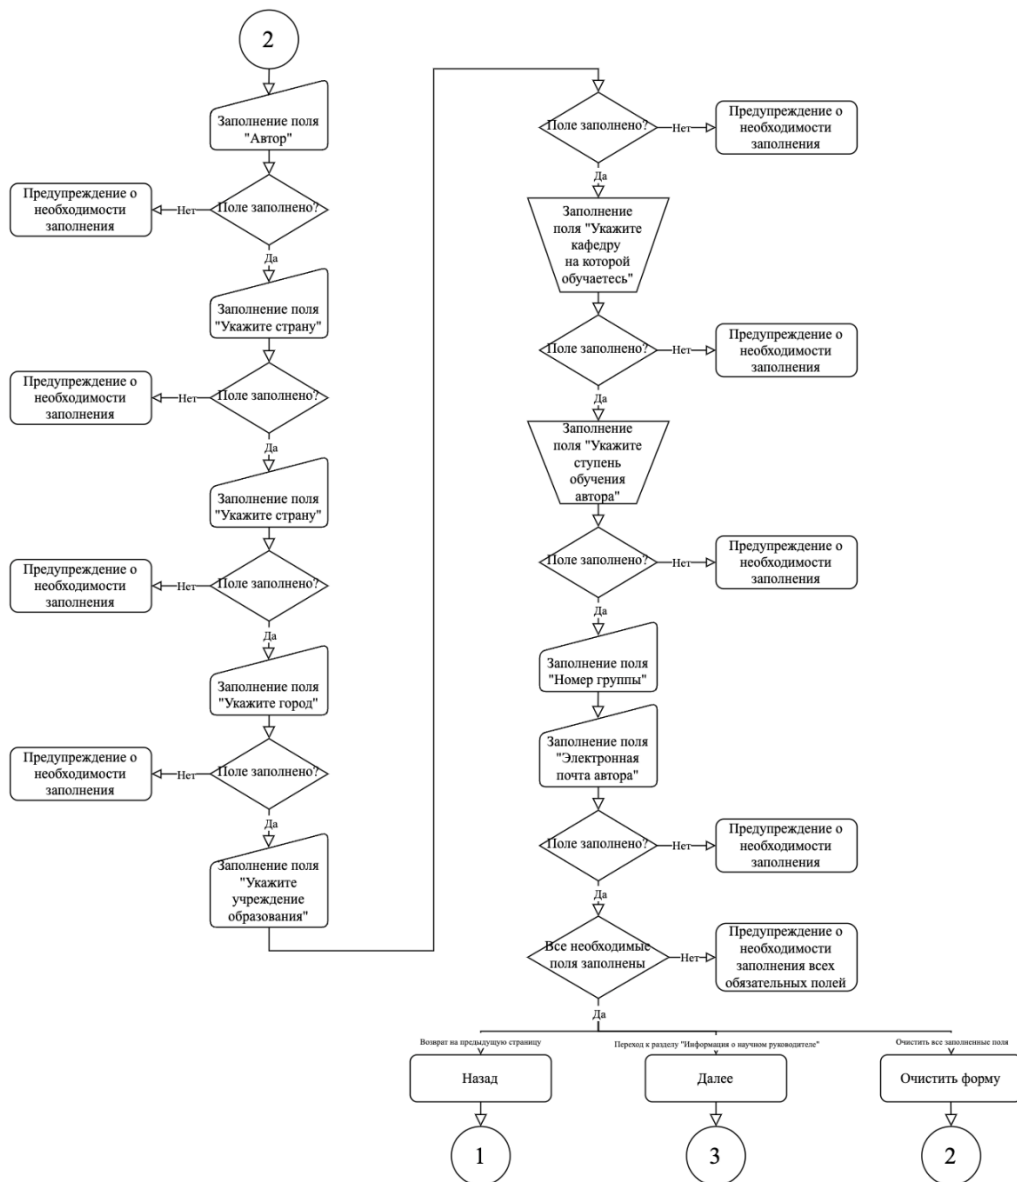 2
Заполнение поля
"Автор"
Поле заполнено?
Нет
Предупреждение о
необходимости
заполнения
Да
Заполнение поля
"Укажите страну"
Поле заполнено?
Нет
Предупреждение о
необходимости
заполнения
Да
Заполнение поля
"Укажите страну"
Поле заполнено?
Нет
Предупреждение о
необходимости
заполнения
Да
Заполнение поля
"Укажите город"
Поле заполнено?
Нет
Предупреждение о
необходимости
заполнения
Да
Заполнение поля
"Укажите
учреждение
образования"
Поле заполнено?
Нет
Предупреждение о
необходимости
заполнения
Да
Заполнение
поля "Укажите
кафедру
на которой
обучаетесь"
Поле заполнено?
Нет
Предупреждение о
необходимости
заполнения
Да
Заполнение
поля "Укажите
ступень
обучения
автора"
Поле заполнено?
Нет
Предупреждение о
необходимости
заполнения
Да
Заполнение поля
"Номер группы"
Заполнение поля
"Электронная
почта автора"
Поле заполнено?
Нет
Предупреждение о
необходимости
заполнения
Да
Все необходимые
поля заполнены
Нет
Предупреждение о
необходимости
заполнения всех
обязательных полей
Да
Возврат на предыдущую страницу
Назад
1
Переход к разделу "Информация о научном руководителе"
Далее
3
Очистить все заполненные поля
Очистить форму
2